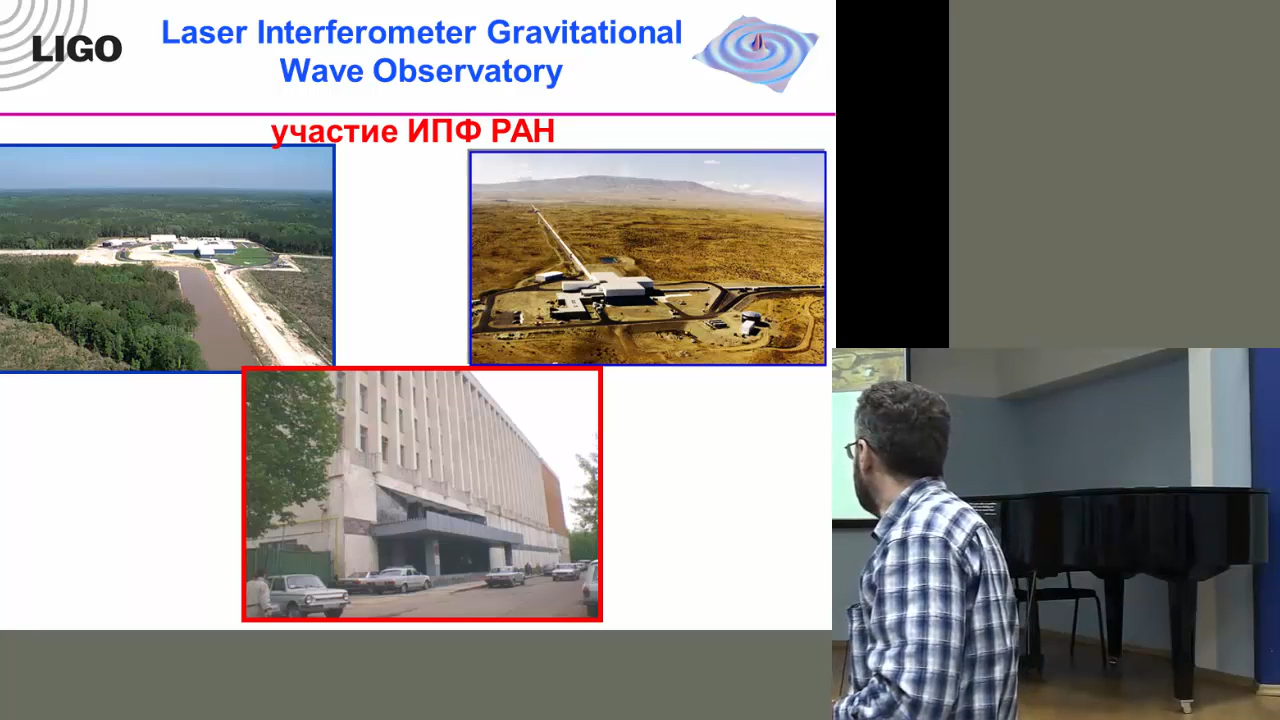 LIGO
Laser Interferometer Gravitational
Wave Observatory
участие ИПФ РАН